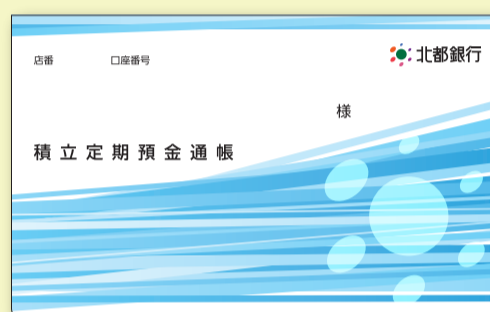 店番 口座番号
北都銀行
様
積立定期預金通帳